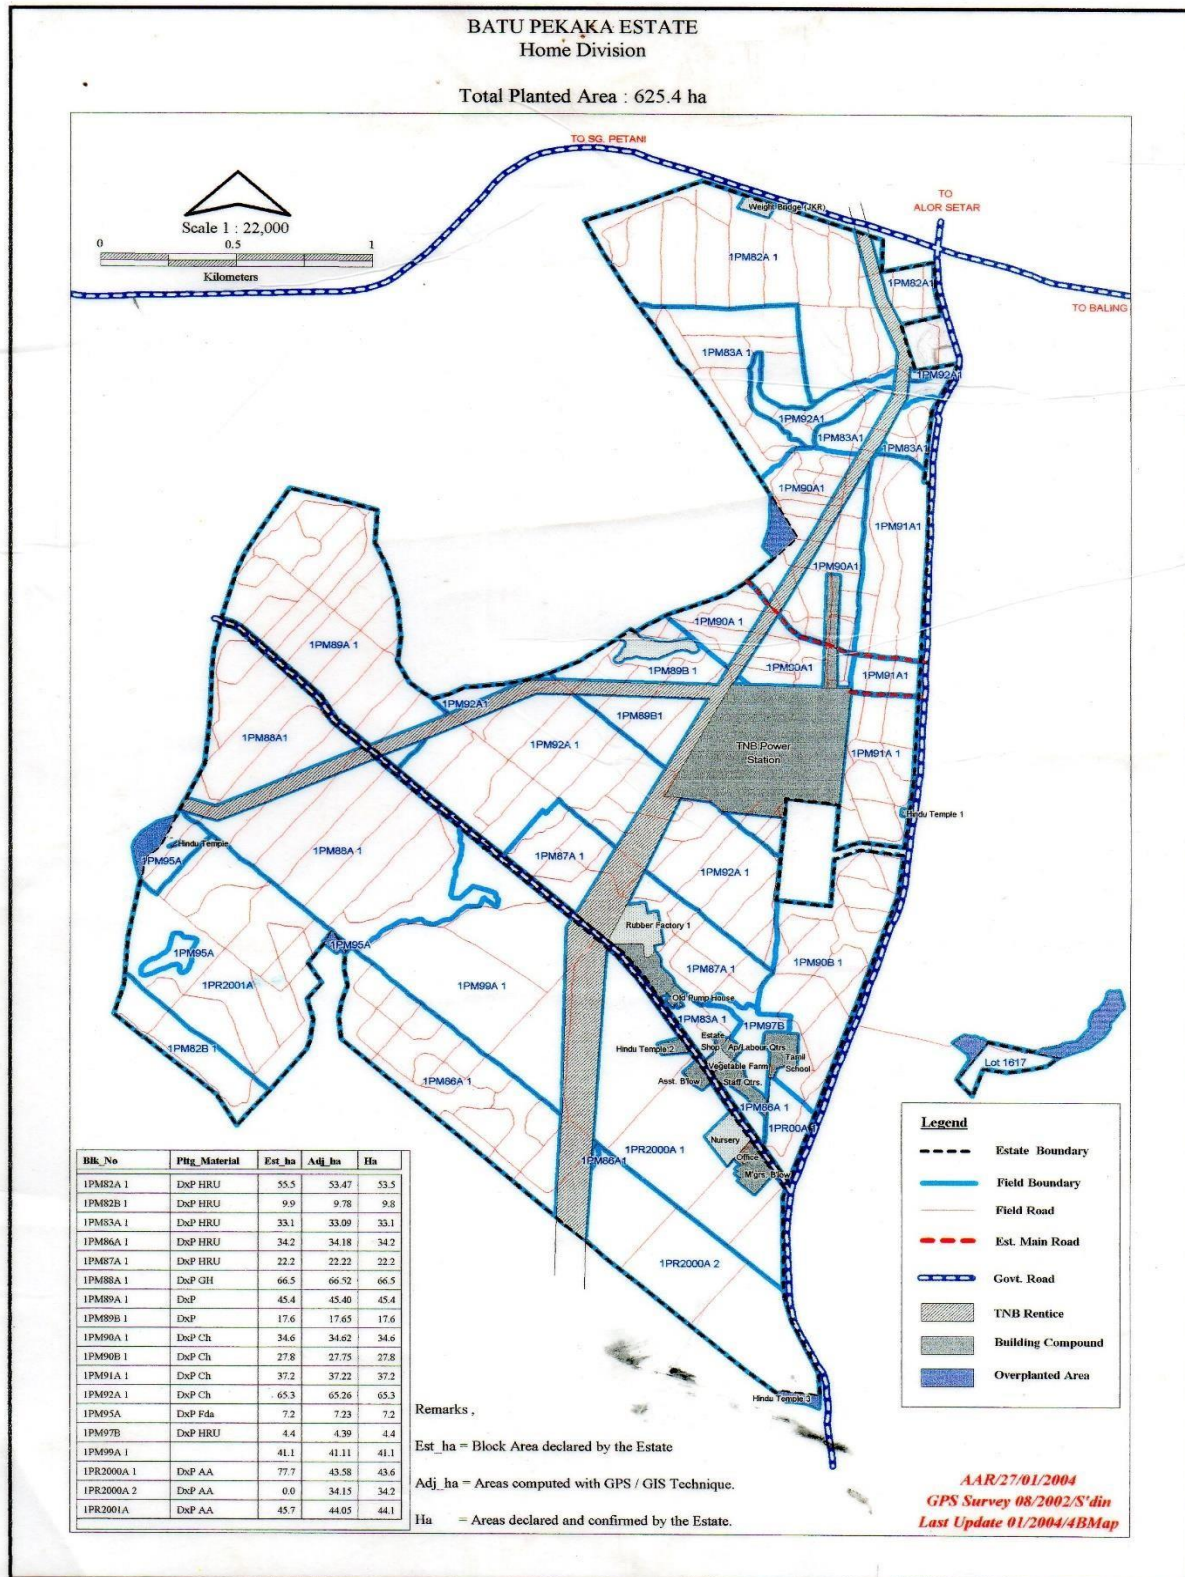 BATU PEKAKA ESTATE
Home Division
Total Planted Area : 625.4 ha
TO SG. PETANI
TO
ALOR SETAR
TO BALING
Scale 1 : 22,000
0 0.5 1
Kilometers
Weight Bridge (JKR)
1PM82A 1
1PM82A1
1PM83A 1
1PM92A1
1PM92A1
1PM83A1
1PM83A1
1PM90A1
1PM91A1
1PM90A1
1PM90A 1
1PM89A 1
1PM89B 1
1PM90A1
1PM91A1
1PM92A1
1PM89B1
1PM88A1
1PM92A 1
TNB Power
Station
1PM91A 1
Hindu Temple 1
Hindu Temple
1PM95A
1PM88A 1
1PM87A 1
1PM92A 1
Rubber Factory 1
1PM95A
1PM95A
1PM90B 1
1PM87A 1
1PR2001A
1PM99A 1
Old Pump House
1PM83A 1
1PM97B
Estate
Shop
Ap/Labour Qtrs.
Hindu Temple 2
1PM82B 1
Tamil
School
Vegetable Farm
Lot 1617
1PM86A 1
Asst. B'low
Staff Qtrs.
1PM86A 1
1PR00A 1
Nursery
1PR2000A 1
1PM86A1
Office
M'grs. B'low
1PR2000A 2
Hindu Temple 3
Legend
Estate Boundary
Field Boundary
Field Road
Est. Main Road
Govt. Road
TNB Rentice
Building Compound
Overplanted Area
Blk_No Pltg_Material Est_ha Adj_ha Ha
1PM82A 1 DxP HRU 55.5 53.47 53.5
1PM82B 1 DxP HRU 9.9 9.78 9.8
1PM83A 1 DxP HRU 33.1 33.09 33.1
1PM86A 1 DxP HRU 34.2 34.18 34.2
1PM87A 1 DxP HRU 22.2 22.22 22.2
1PM88A 1 DxP GH 66.5 66.52 66.5
1PM89A 1 DxP 45.4 45.40 45.4
1PM89B 1 DxP 17.6 17.65 17.6
1PM90A 1 DxP Ch 34.6 34.62 34.6
1PM90B 1 DxP Ch 27.8 27.75 27.8
1PM91A 1 DxP Ch 37.2 37.22 37.2
1PM92A 1 DxP Ch 65.3 65.26 65.3
1PM95A DxP Fda 7.2 7.23 7.2
1PM97B DxP HRU 4.4 4.39 4.4
1PM99A 1 41.1 41.11 41.1
1PR2000A 1 DxP AA 77.7 43.58 43.6
1PR2000A 2 DxP AA 0.0 34.15 34.2
1PR2001A DxP AA 45.7 44.05 44.1
Remarks ,
Est_ha = Block Area declared by the Estate
Adj_ha = Areas computed with GPS / GIS Technique.
Ha = Areas declared and confirmed by the Estate.
AAR/27/01/2004
GPS Survey 08/2002/S'din
Last Update 01/2004/4BMap